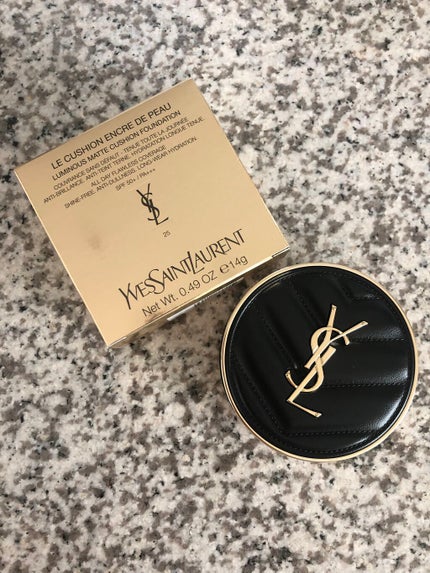 LE CUSHION ENCRE DE PEAU
LUMINOUS MATTE CUSHION FOUNDATION
COUVRANCE SANS DÉFAUT - TENUE TOUTE LA JOURNÉE
ANTI-BRILLANCE. ANTI-TEINT TERNE. HYDRATATION LONGUE TENUE
ALL DAY FLAWLESS COVERAGE
SHINE-FREE. ANTI-DULLNESS. LONG-WEAR HYDRATION
SPF 50+ / PA+++
YSL
25
YVESSAINTLAURENT
Net Wt. 0.49 OZ e 14g
YSL